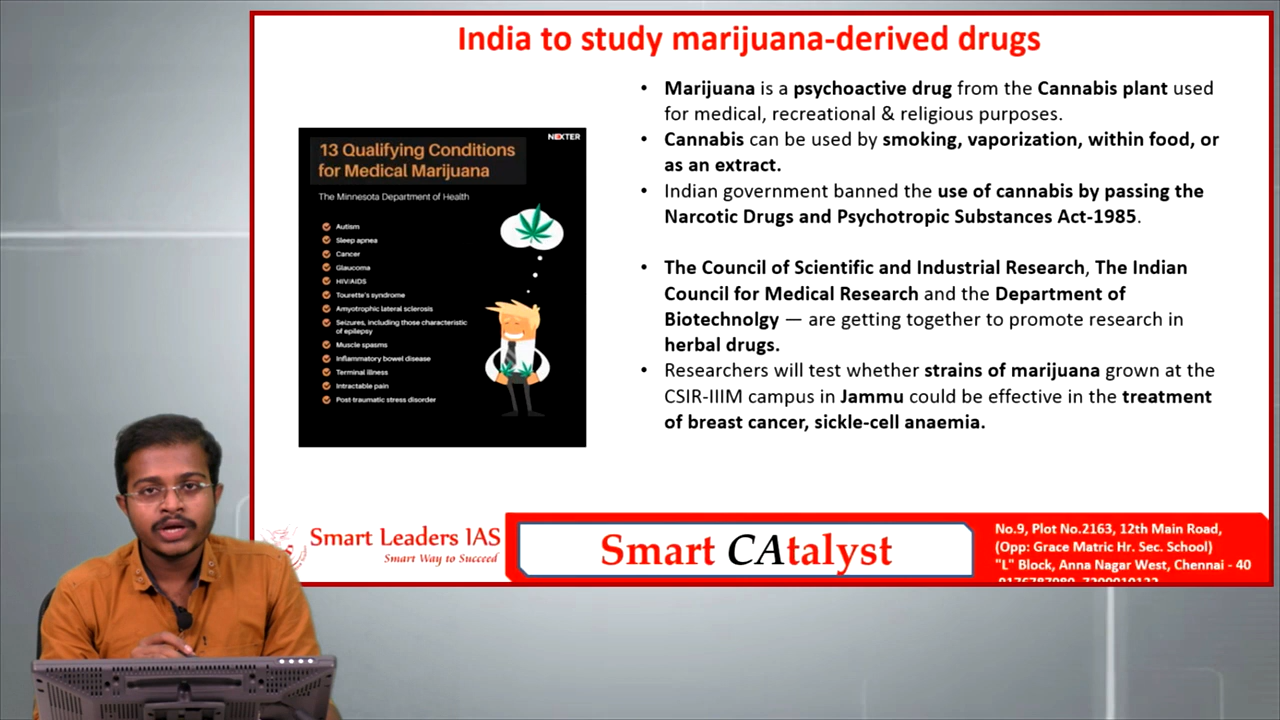 India to study marijuana-derived drugs
NEXTER
13 Qualifying Conditions
for Medical Marijuana
The Minnesota Department of Health
Autism
Sleep apnea
Cancer
Glaucoma
HIV/AIDS
Tourette's syndrome
Amyotrophic lateral sclerosis
Seizures, including those characteristic
of epilepsy
Muscle spasms
Inflammatory bowel disease
Terminal illness
Intractable pain
Post-traumatic stress disorder
• Marijuana is a psychoactive drug from the Cannabis plant used
for medical, recreational & religious purposes.
• Cannabis can be used by smoking, vaporization, within food, or
as an extract.
• Indian government banned the use of cannabis by passing the
Narcotic Drugs and Psychotropic Substances Act-1985.
• The Council of Scientific and Industrial Research, The Indian
Council for Medical Research and the Department of
Biotechnolgy — are getting together to promote research in
herbal drugs.
• Researchers will test whether strains of marijuana grown at the
CSIR-IIIM campus in Jammu could be effective in the treatment
of breast cancer, sickle-cell anaemia.
Smart Leaders IAS
Smart Way to Succeed
Smart CAtalyst
No.9, Plot No.2163, 12th Main Road,
(Opp: Grace Matric Hr. Sec. School)
"L" Block, Anna Nagar West, Chennai - 40